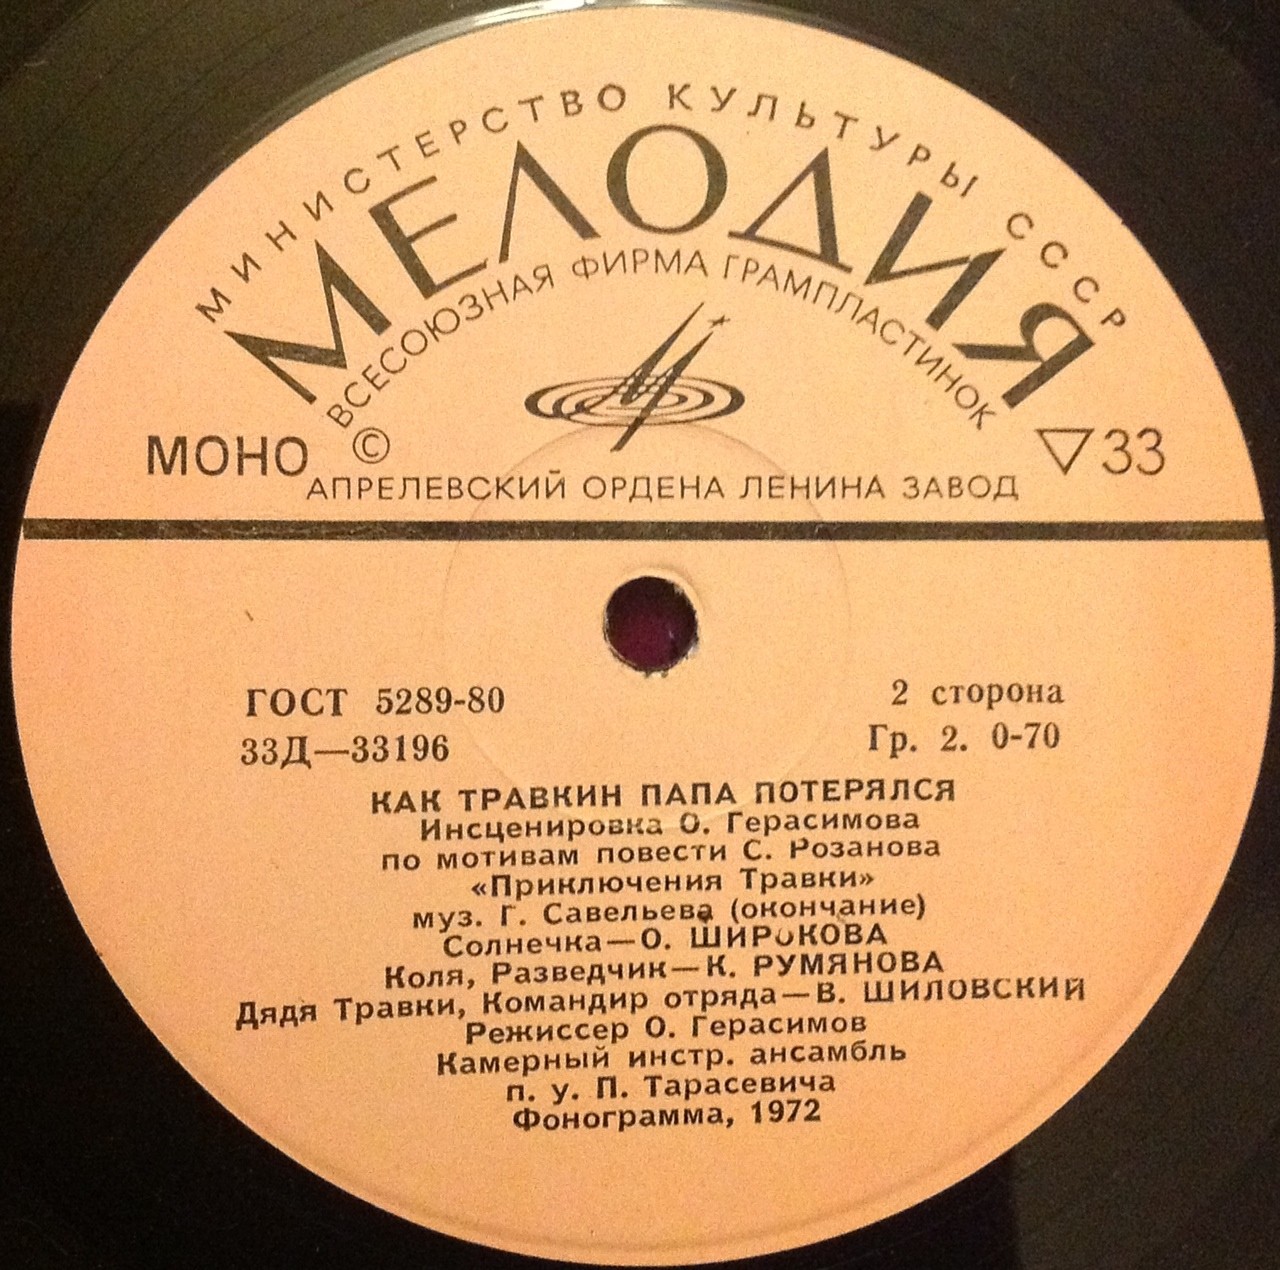 МИНИСТЕРСТВО КУЛЬТУРЫ СССР
МЕЛОДИЯ
ВСЕСОЮЗНАЯ ФИРМА ГРАМПЛАСТИНОК
МОНО © ▽33
АПРЕЛЕВСКИЙ ОРДЕНА ЛЕНИНА ЗАВОД
ГОСТ 5289-80 2 сторона
33Д—33196 Гр. 2. 0-70
КАК ТРАВКИН ПАПА ПОТЕРЯЛСЯ
Инсценировка О. Герасимова
по мотивам повести С. Розанова
«Приключения Травки»
муз. Г. Савельева (окончание)
Солнечка—О. ШИРОКОВА
Коля, Разведчик—К. РУМЯНОВА
Дядя Травки, Командир отряда—В. ШИЛОВСКИЙ
Режиссер О. Герасимов
Камерный инстр. ансамбль
п. у. П. Тарасевича
Фонограмма, 1972